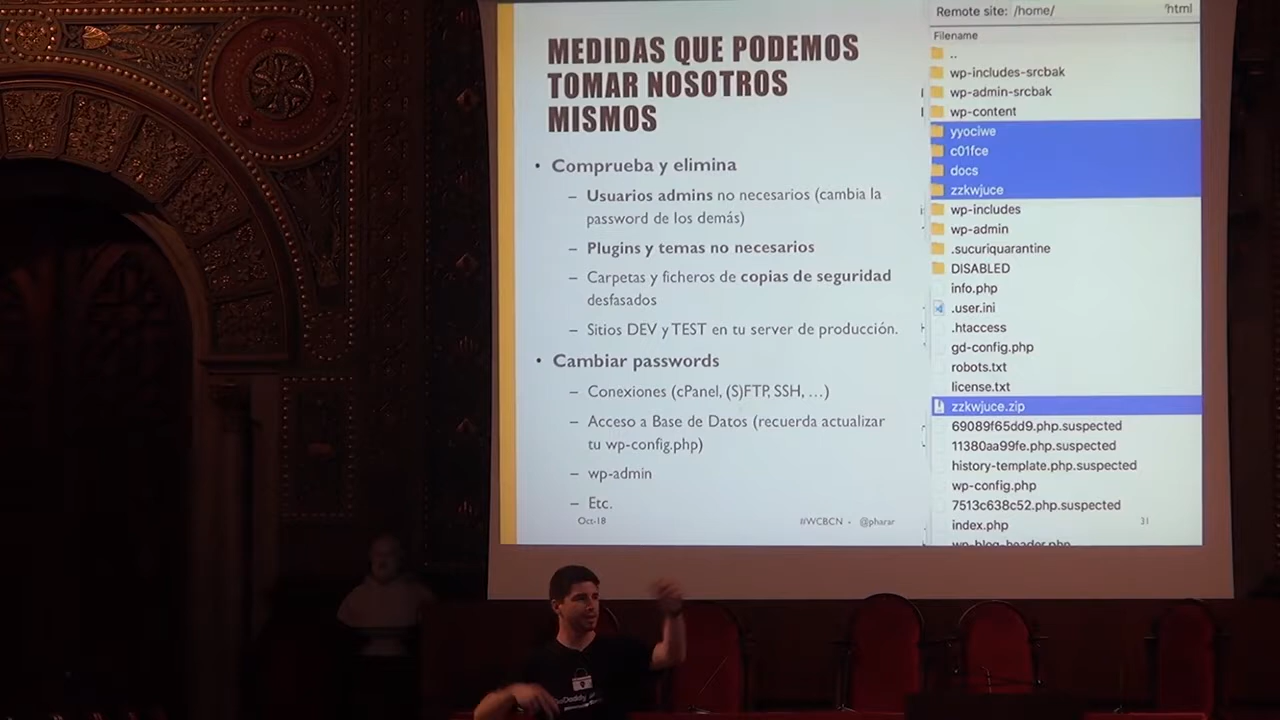 MEDIDAS QUE PODEMOS
TOMAR NOSOTROS
MISMOS
• Comprueba y elimina
– Usuarios admins no necesarios (cambia la
password de los demás)
– Plugins y temas no necesarios
– Carpetas y ficheros de copias de seguridad
desfasados
– Sitios DEV y TEST en tu server de producción.
• Cambiar passwords
– Conexiones (cPanel, (S)FTP, SSH, …)
– Acceso a Base de Datos (recuerda actualizar
tu wp-config.php)
– wp-admin
– Etc.
Oct-18
#WCBCN - @pharar
31
Remote site: /home/ html
Filename
..
wp-includes-srcbak
wp-admin-srcbak
wp-content
yyociwe
c01fce
docs
zzkwjuce
wp-includes
wp-admin
.sucuriquarantine
DISABLED
info.php
.user.ini
.htaccess
gd-config.php
robots.txt
license.txt
zzkwjuce.zip
69089f65dd9.php.suspected
11380aa99fe.php.suspected
history-template.php.suspected
wp-config.php
7513c638c52.php.suspected
index.php
wp-blog-header.php